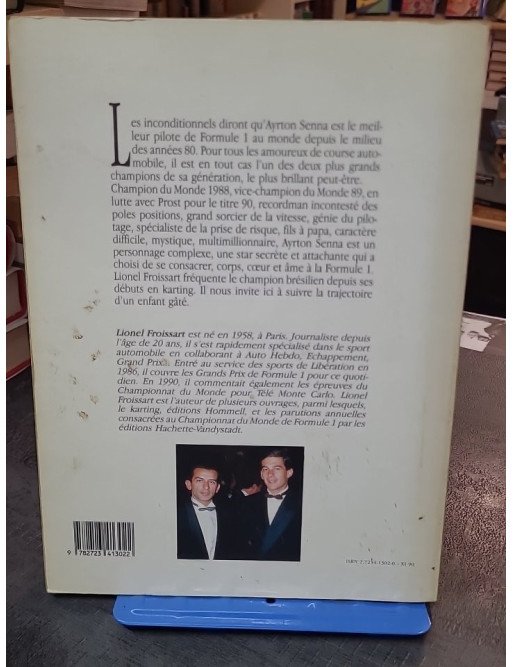 Les inconditionnels diront qu'Ayrton Senna est le meil-
leur pilote de Formule 1 au monde depuis le milieu
des années 80. Pour tous les amoureux de course auto-
mobile, il est en tout cas l'un des deux plus grands
champions de sa génération, le plus brillant peut-être.
Champion du Monde 1988, vice-champion du Monde 89, en
lutte avec Prost pour le titre 90, recordman incontesté des
poles positions, grand sorcier de la vitesse, génie du pilo-
tage, spécialiste de la prise de risque, fils à papa, caractère
difficile, mystique, multimillionnaire, Ayrton Senna est un
personnage complexe, une star secrète et attachante qui a
choisi de se consacrer, corps, cœur et âme à la Formule 1.
Lionel Froissart fréquente le champion brésilien depuis ses
débuts en karting. Il nous invite ici à suivre la trajectoire
d'un enfant gâté.
Lionel Froissart est né en 1958, à Paris. Journaliste depuis
l'âge de 20 ans, il s'est rapidement spécialisé dans le sport
automobile en collaborant à Auto Hebdo, Echappement,
Grand Prix. Entré au service des sports de Libération en
1986, il couvre les Grands Prix de Formule 1 pour ce quoti-
dien. En 1990, il commentait également les épreuves du
Championnat du Monde pour Télé Monte Carlo. Lionel
Froissart est l'auteur de plusieurs ouvrages, parmi lesquels,
le karting, éditions Hommell, et les parutions annuelles
consacrées au Championnat du Monde de Formule 1 par les
éditions Hachette-Vandystadt.
9 782723 413022